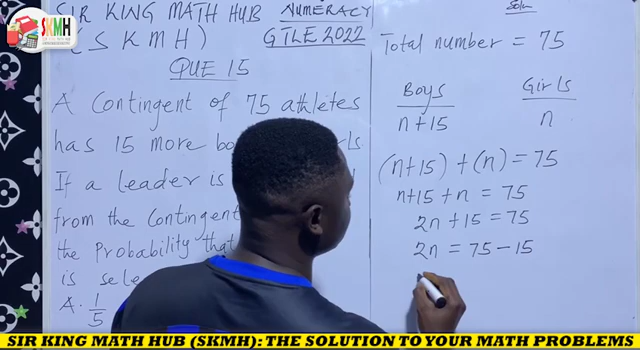 SIR KING MATH HUB NUMERACY
(SKMH) GTLE 2022
SKMH
QUE 15
A Contingent of 75 athletes
has 15 more
If a leader is
from the Contingent
the Probability that
is
A. 1/5
Soln
Total number = 75
Boys Girls
n+15 n
(n+15) + (n) = 75
n+15 + n = 75
2n + 15 = 75
2n = 75 - 15
SIR KING MATH HUB (SKMH): THE SOLUTION TO YOUR MATH PROBLEMS